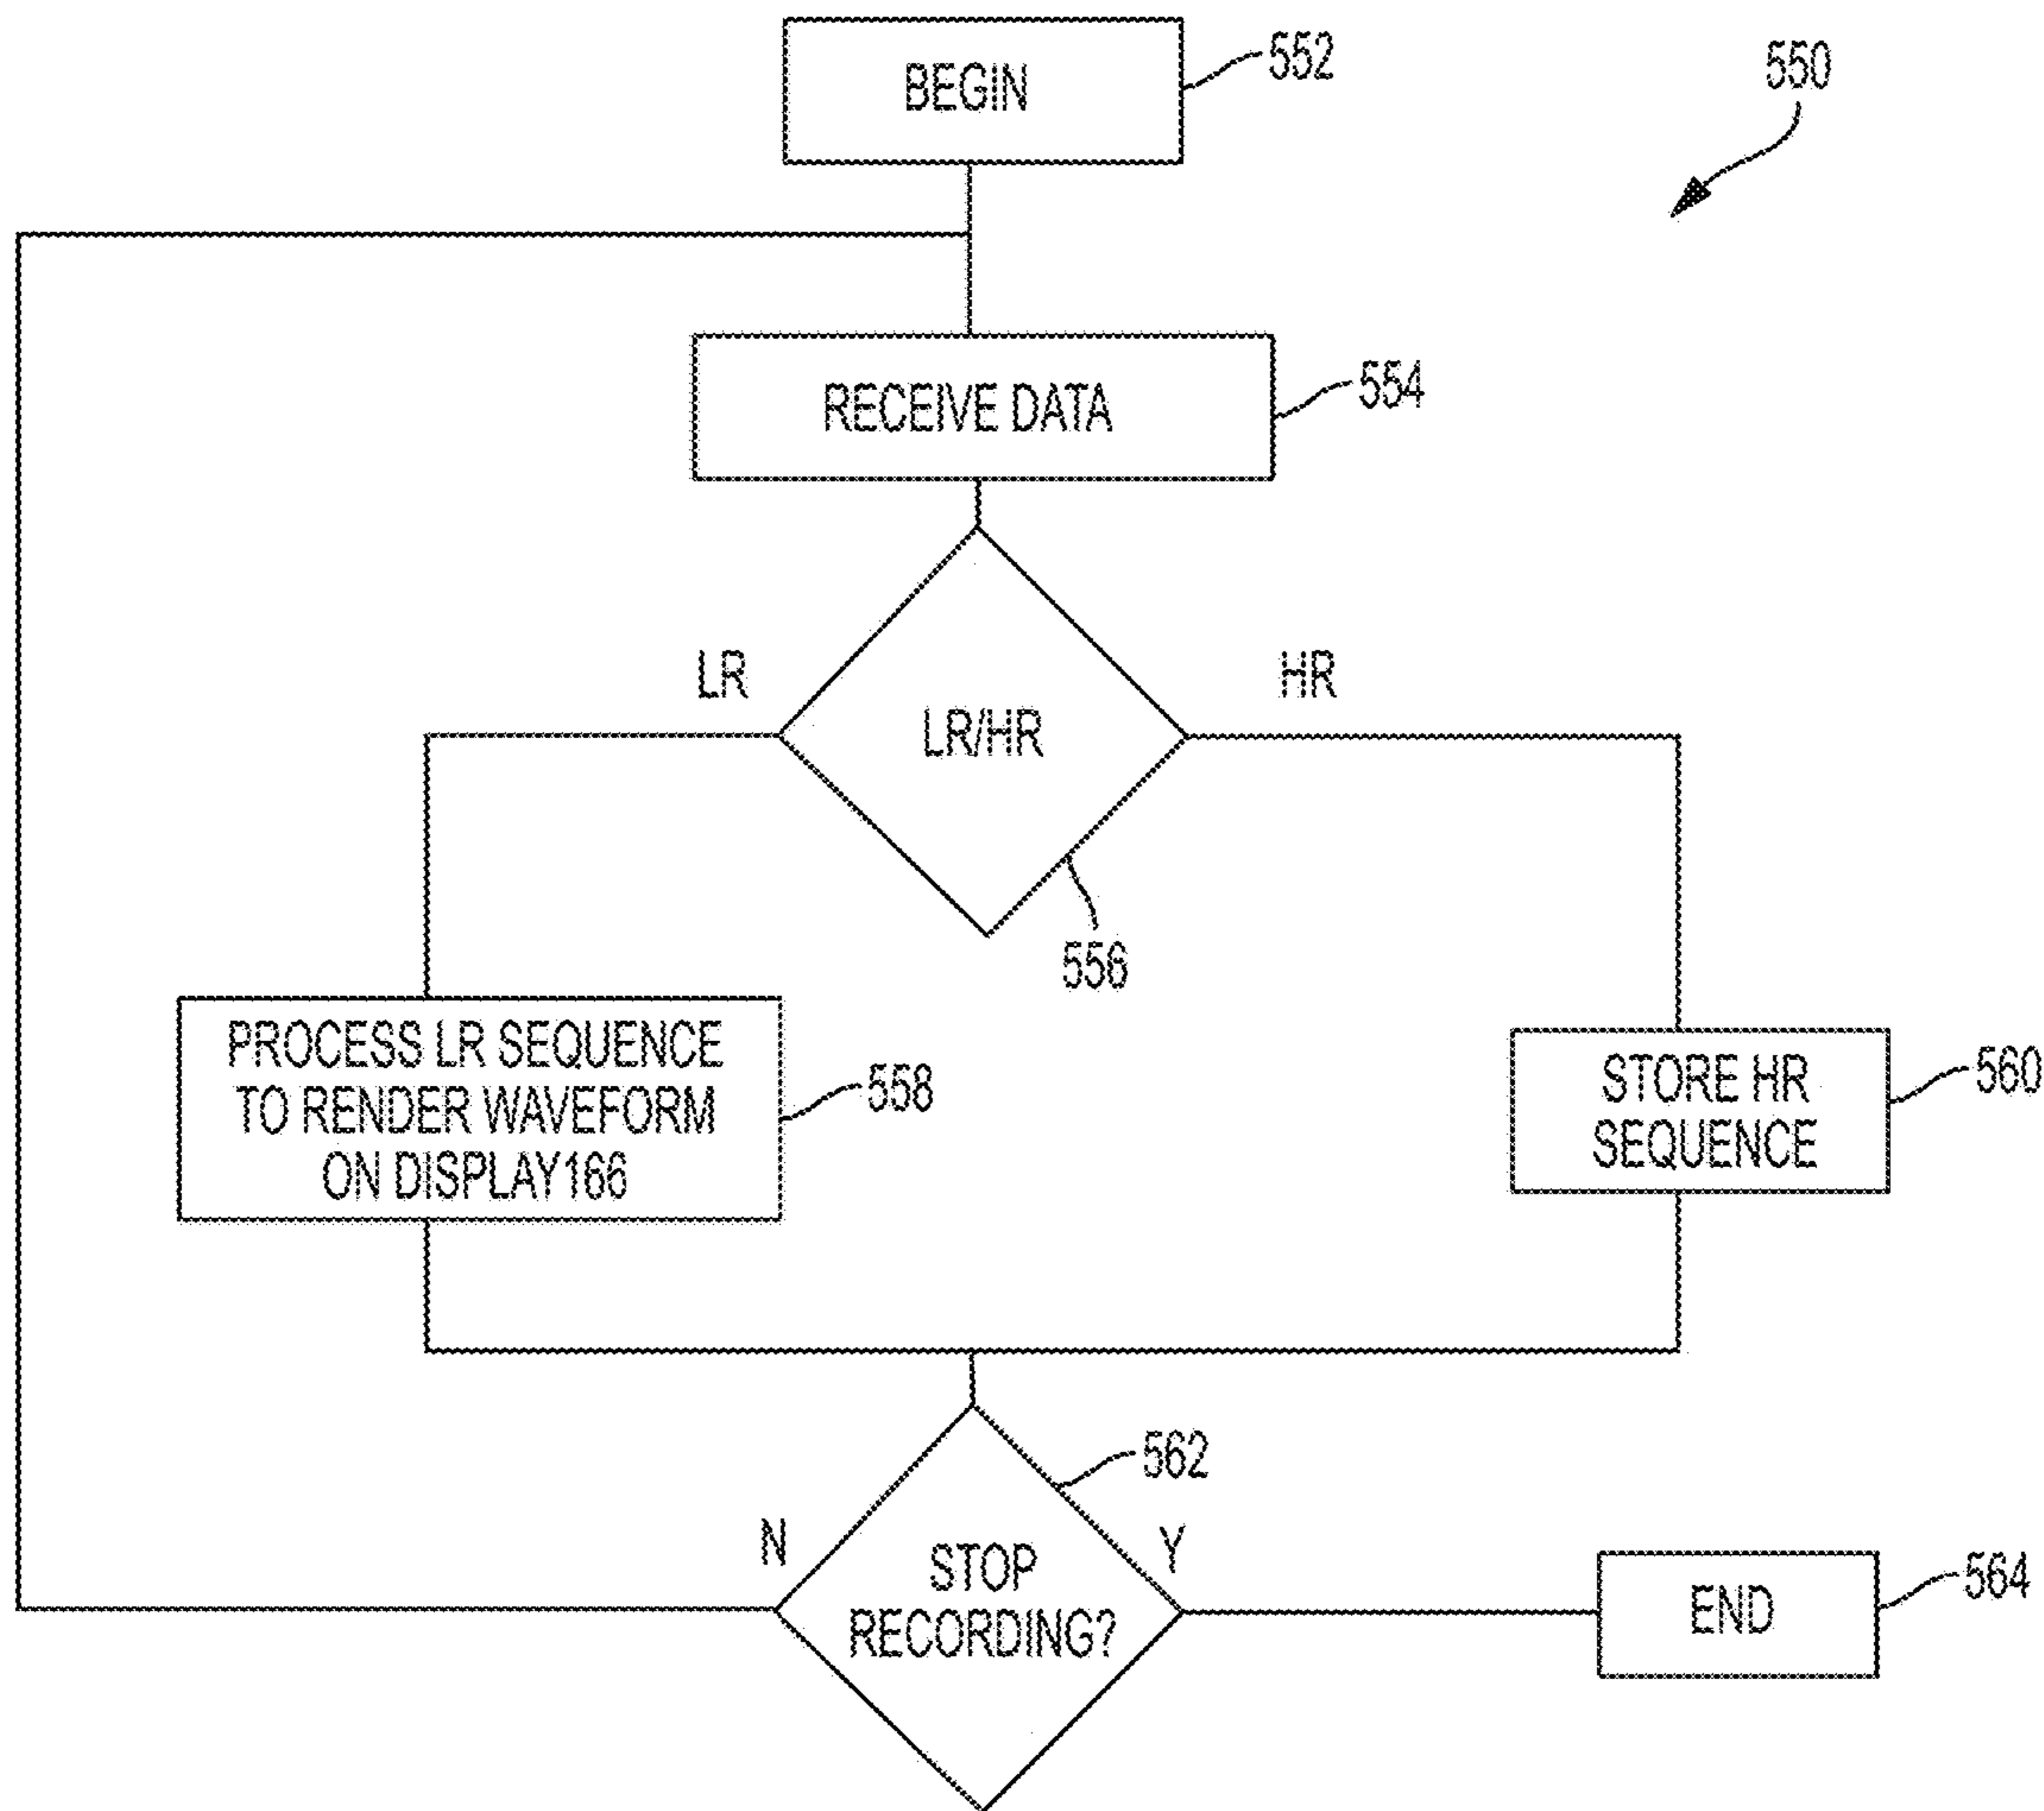 BEGIN
552
550
RECEIVE DATA
554
LR
HR
LR/HR
556
PROCESS LR SEQUENCE
TO RENDER WAVEFORM
ON DISPLAY166
558
STORE HR
SEQUENCE
560
562
N
Y
STOP
RECORDING?
END
564